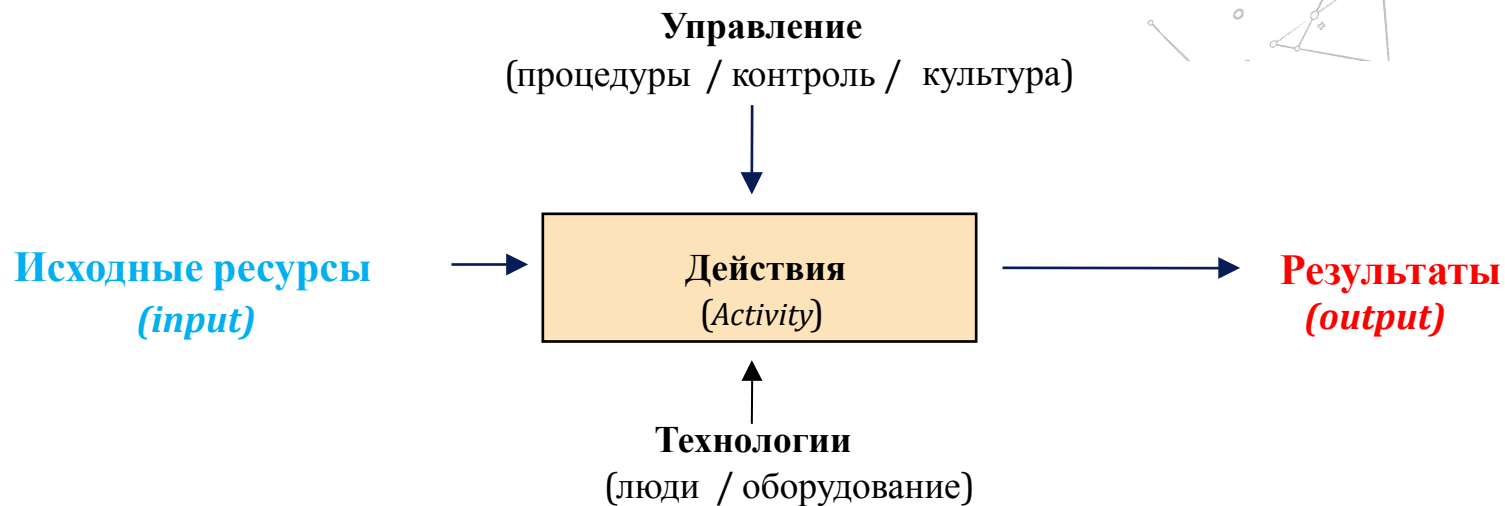 Управление
(процедуры / контроль / культура)
Исходные ресурсы
(input)
Действия
(Activity)
Результаты
(output)
Технологии
(люди / оборудование)